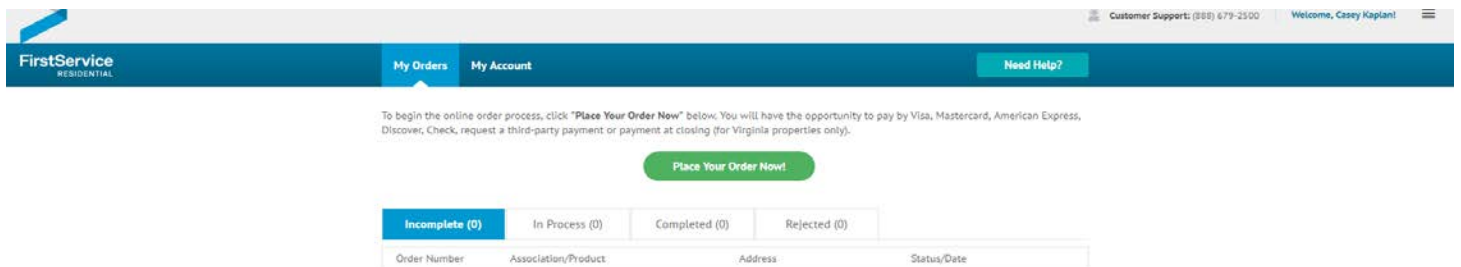 Customer Support: (888) 679-2500 Welcome, Casey Kaplan!
FirstService
RESIDENTIAL
My Orders My Account Need Help?
To begin the online order process, click "Place Your Order Now" below. You will have the opportunity to pay by Visa, Mastercard, American Express,
Discover, Check, request a third-party payment or payment at closing (for Virginia properties only).
Place Your Order Now!
Incomplete (0) In Process (0) Completed (0) Rejected (0)
Order Number Association/Product Address Status/Date